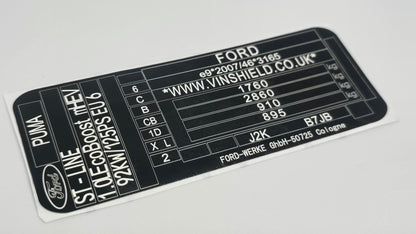 FORD
e9*2007/46*3165
*WWW.VINSHIELD.CO.UK*
1760 kg
2860 kg
910 kg
895 kg
6
C
B
CB
1D
X L
2
J2K B7JB
FORD-WERKE GmbH-50725 Cologne
PUMA
ST - LINE
1.0L EcoBoost mHEV
92kW/125PS EU 6
Ford